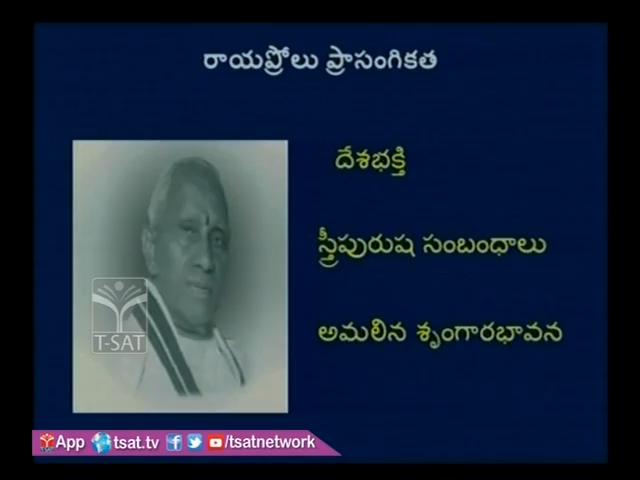 రాయప్రోలు ప్రాసంగికత
దేశభక్తి
స్త్రీపురుష సంబంధాలు
అమలిన శృంగారభావన
T-SAT
App tsat.tv /tsatnetwork